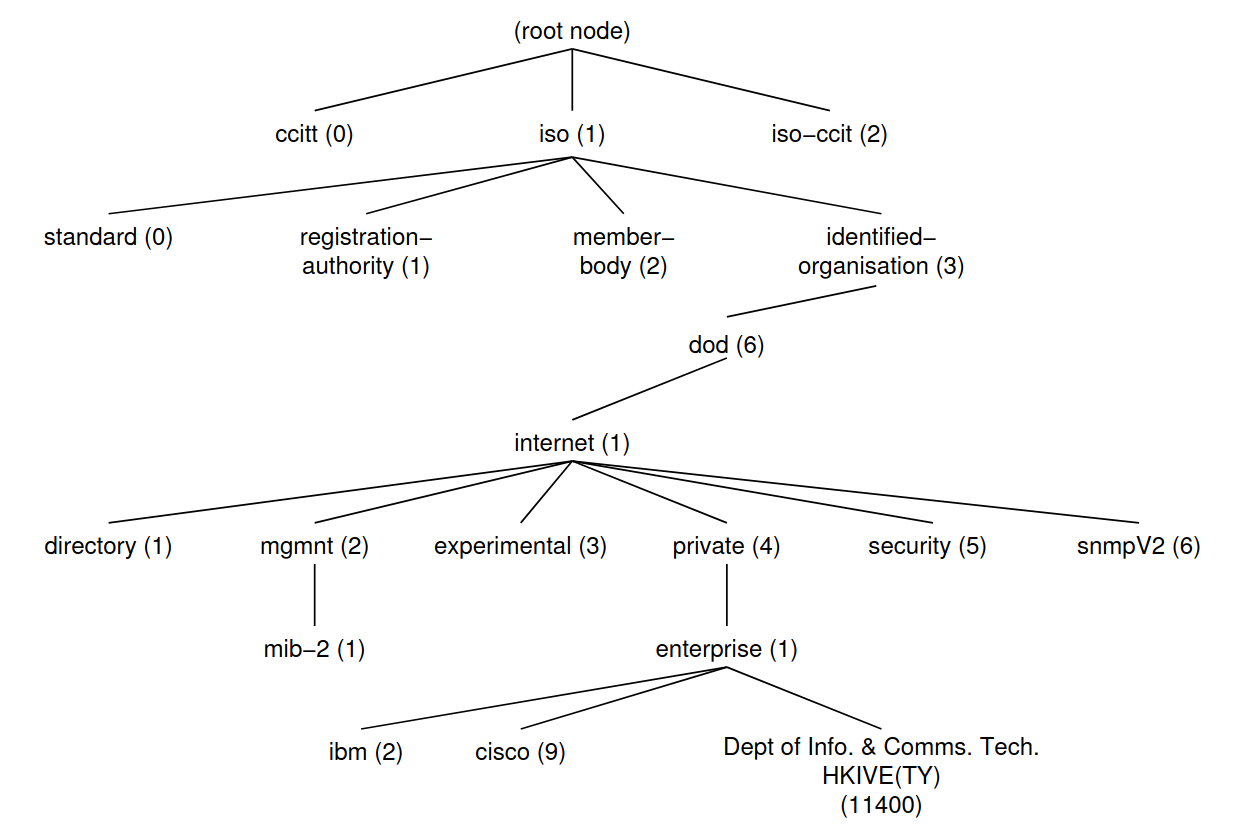 (root node)
ccitt (0)
iso (1)
iso−ccit (2)
standard (0)
registration−
authority (1)
member−
body (2)
identified−
organisation (3)
dod (6)
internet (1)
directory (1)
mgmnt (2)
experimental (3)
private (4)
security (5)
snmpV2 (6)
mib−2 (1)
enterprise (1)
ibm (2)
cisco (9)
Dept of Info. & Comms. Tech.
HKIVE(TY)
(11400)